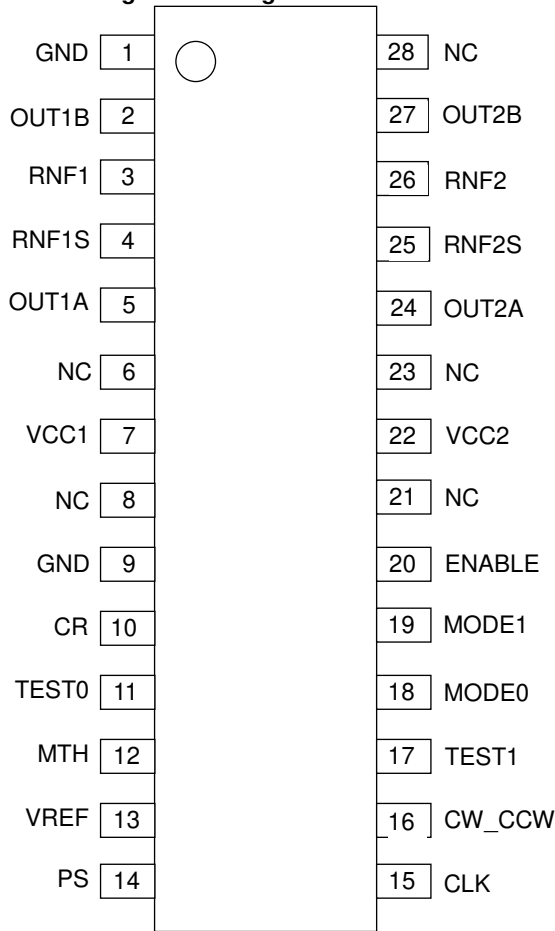 GND 1 28 NC
OUT1B 2 27 OUT2B
RNF1 3 26 RNF2
RNF1S 4 25 RNF2S
OUT1A 5 24 OUT2A
NC 6 23 NC
VCC1 7 22 VCC2
NC 8 21 NC
GND 9 20 ENABLE
CR 10 19 MODE1
TEST0 11 18 MODE0
MTH 12 17 TEST1
VREF 13 16 CW_CCW
PS 14 15 CLK